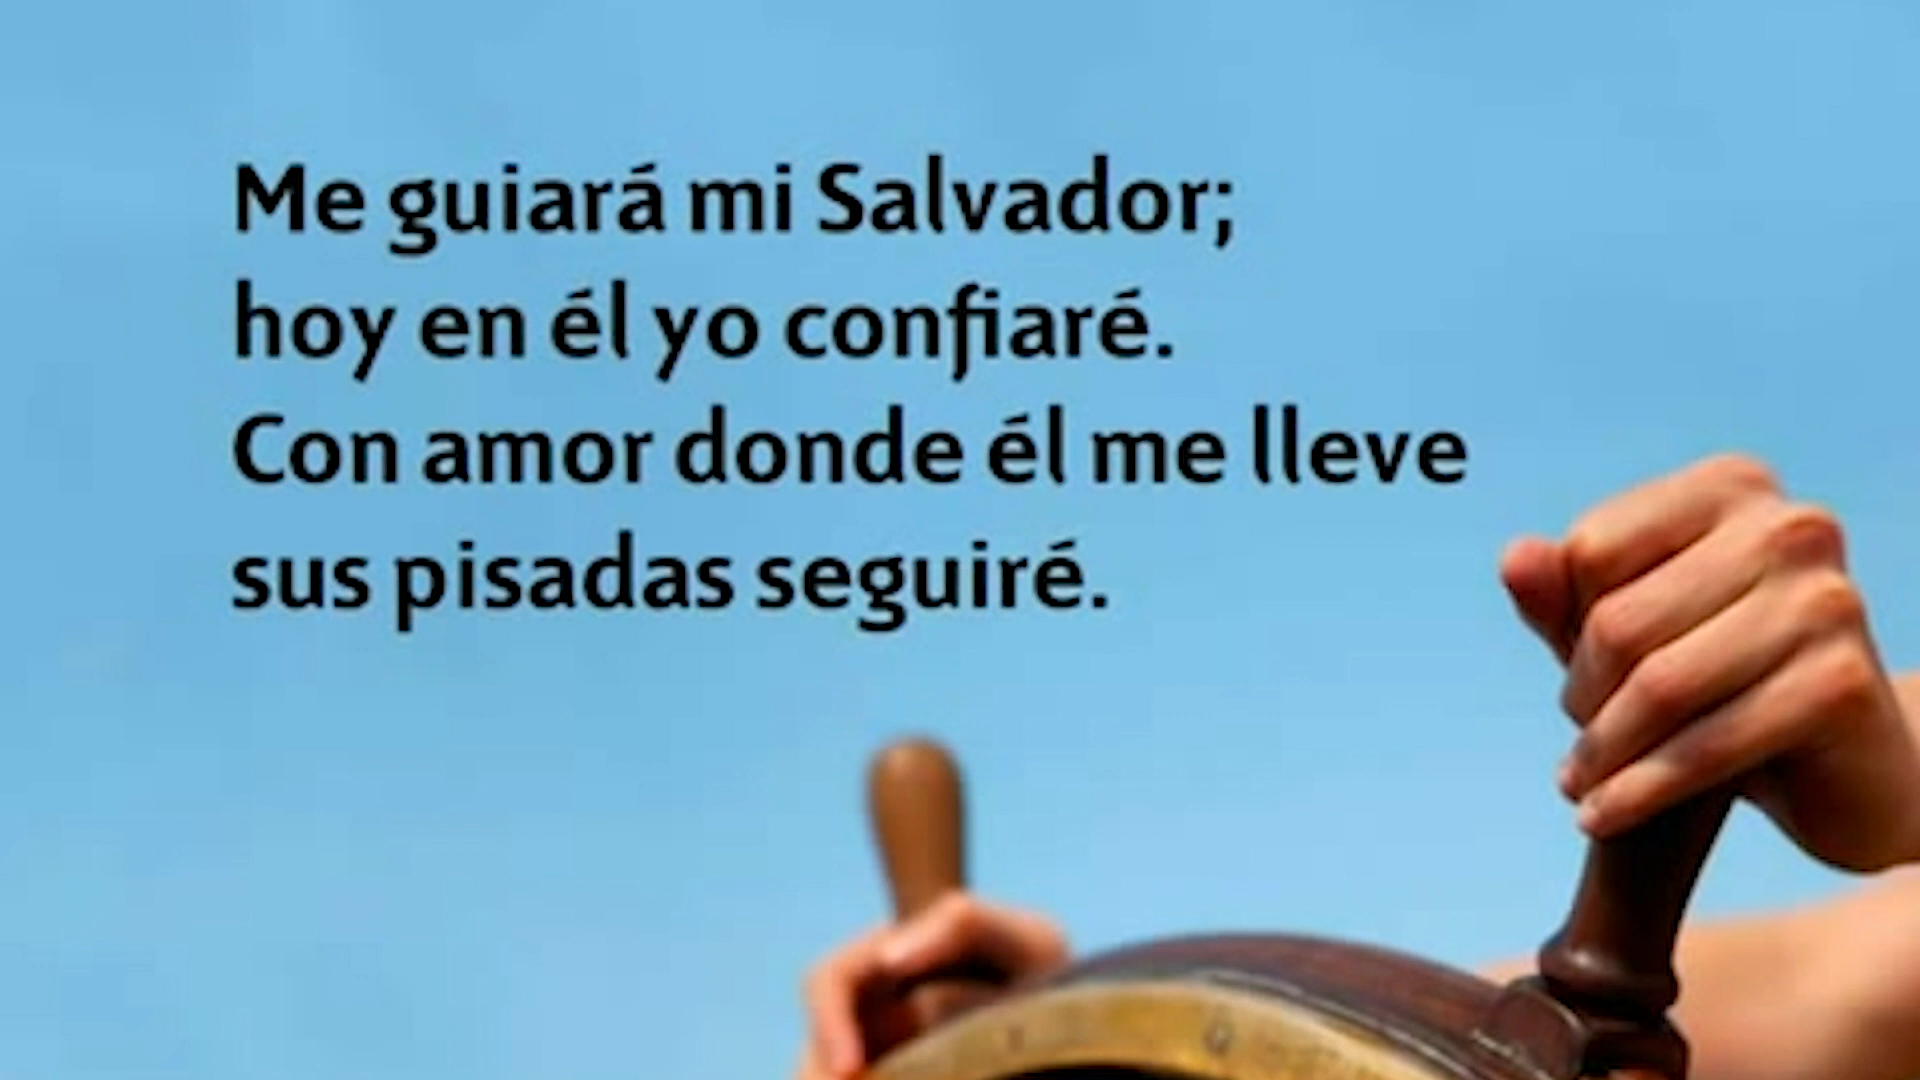 Me guiará mi Salvador;
hoy en él yo confiaré.
Con amor donde él me lleve
sus pisadas seguiré.